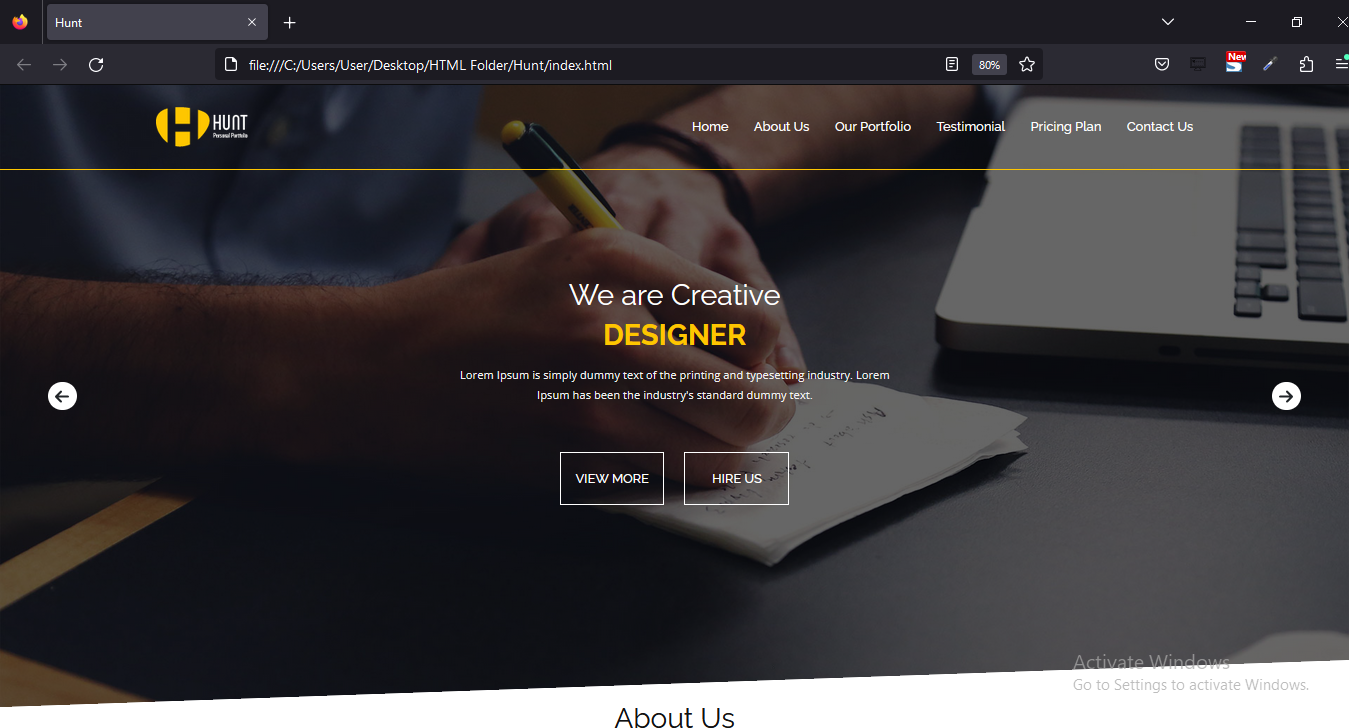 Hunt
file:///C:/Users/User/Desktop/HTML Folder/Hunt/index.html
80%
New
HUNT
Personal Portfolio
Home About Us Our Portfolio Testimonial Pricing Plan Contact Us
We are Creative
DESIGNER
Lorem Ipsum is simply dummy text of the printing and typesetting industry. Lorem
Ipsum has been the industry's standard dummy text.
VIEW MORE HIRE US
Activate Windows
Go to Settings to activate Windows.
About Us